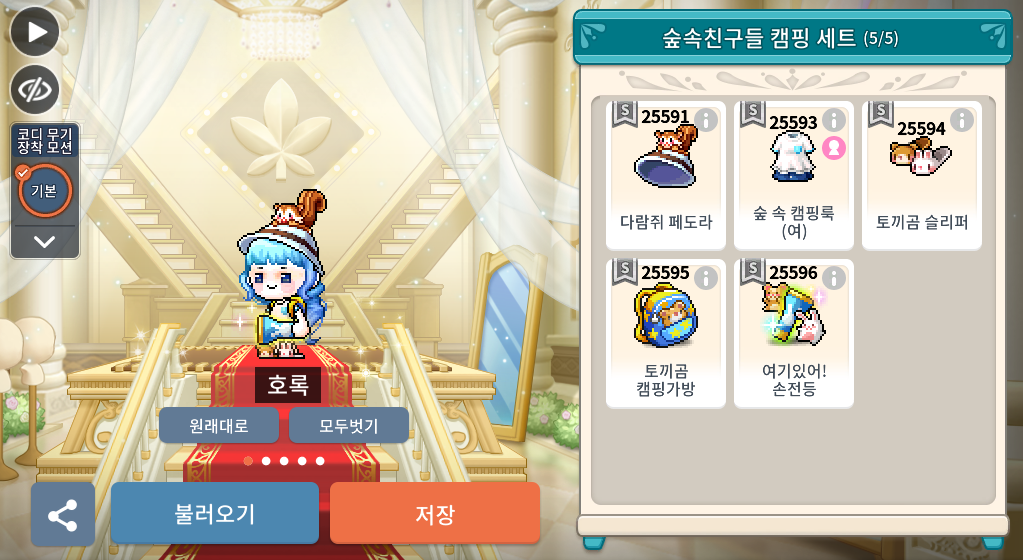 숲속친구들 캠핑 세트 (5/5)
코디 무기
장착 모션
기본
S 25591
다람쥐 페도라
S 25593
숲 속 캠핑룩
(여)
S 25594
토끼곰 슬리퍼
S 25595
토끼곰
캠핑가방
S 25596
여기있어!
손전등
호록
원래대로
모두벗기
불러오기
저장